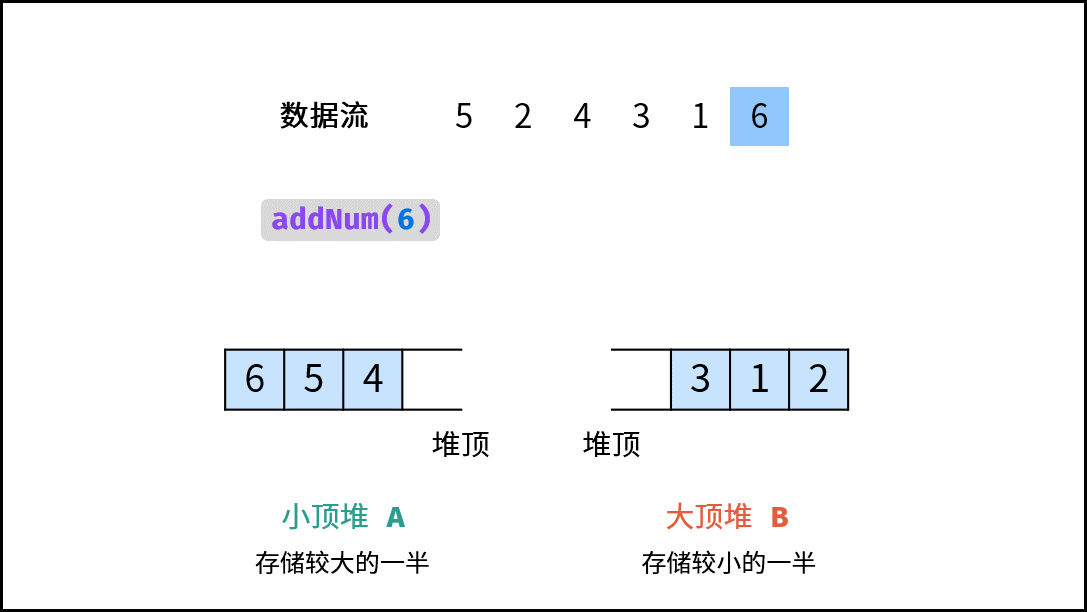 数据流 5 2 4 3 1 6
addNum(6)
6 5 4 3 1 2
堆顶 堆顶
小顶堆 A 大顶堆 B
存储较大的一半 存储较小的一半